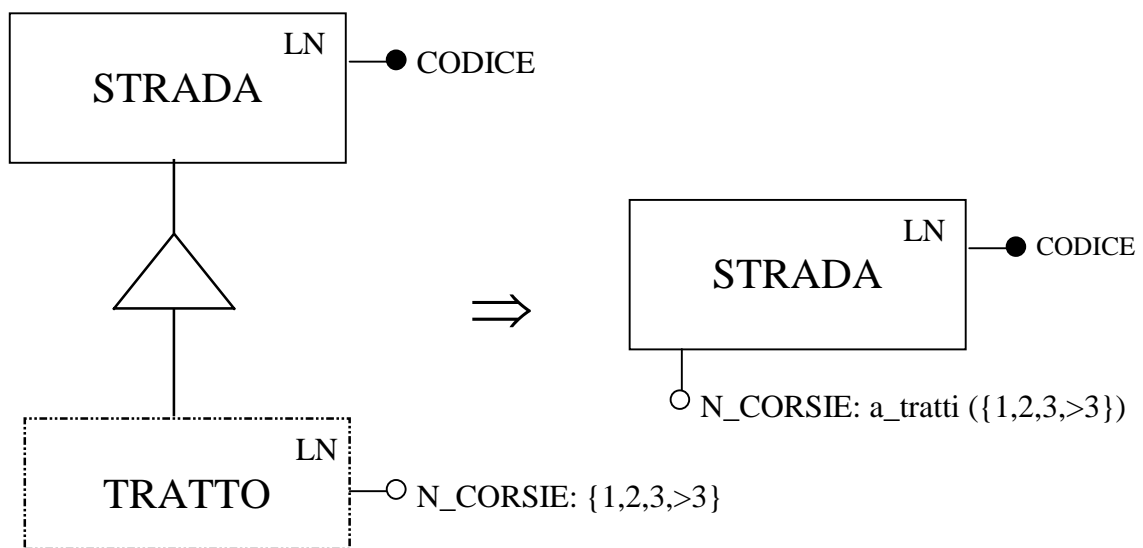 LN
STRADA
CODICE
⇒
LN
STRADA
CODICE
N_CORSIE: a_tratti ({1,2,3,>3})
LN
TRATTO
N_CORSIE: {1,2,3,>3}